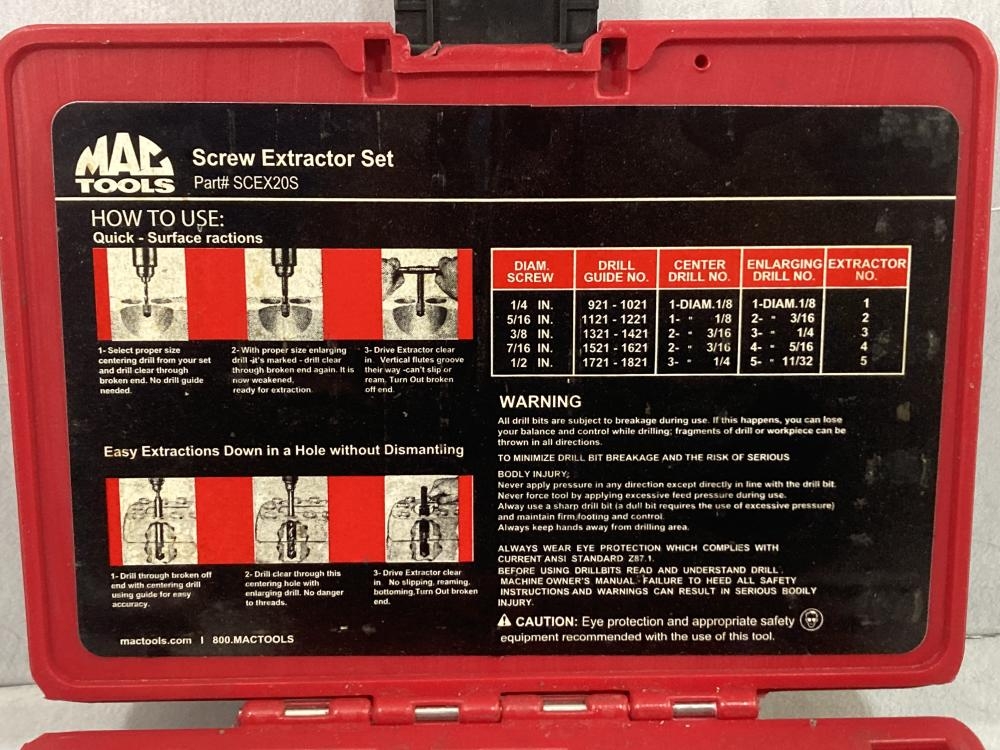 MAC
TOOLS
Screw Extractor Set
Part# SCEX20S
HOW TO USE:
Quick - Surface ractions
1- Select proper size
centering drill from your set
and drill clear through
broken end. No drill guide
needed.
2- With proper size enlarging
drill -it's marked - drill clear
through broken end again. It is
now weakened,
ready for extraction.
3- Drive Extractor clear
in. Vertical flutes groove
their way -can't slip or
ream. Turn Out broken
off end.
Easy Extractions Down in a Hole without Dismantiing
1- Drill through broken off
end with centering drill
using guide for easy
accuracy.
2- Drill clear through this
centering hole with
enlarging drill. No danger
to threads.
3- Drive Extractor clear
in. No slipping, reaming,
bottoming,Turn Out broken
end.
mactools.com I 800.MACTOOLS
DIAM. SCREW DRILL GUIDE NO. CENTER DRILL NO. ENLARGING DRILL NO. EXTRACTOR NO.
1/4 IN. 921 - 1021 1-DIAM.1/8 1-DIAM.1/8 1
5/16 IN. 1121 - 1221 1- " 1/8 2- " 3/16 2
3/8 IN. 1321 - 1421 2- " 3/16 3- " 1/4 3
7/16 IN. 1521 - 1621 2- " 3/16 4- " 5/16 4
1/2 IN. 1721 - 1821 3- " 1/4 5- " 11/32 5
WARNING
All drill bits are subject to breakage during use. If this happens, you can lose
your balance and control while drilling; fragments of drill or workpiece can be
thrown in all directions.
TO MINIMIZE DRILL BIT BREAKAGE AND THE RISK OF SERIOUS
BODLY INJURY;
Never apply pressure in any direction except directly in line with the drill bit.
Never force tool by applying excessive feed pressure during use.
Alway use a sharp drill bit (a dull bit requires the use of excessive pressure)
and maintain firm,footing and control.
Always keep hands away from drilling area.
ALWAYS WEAR EYE PROTECTION WHICH COMPLIES WITH
CURRENT ANSI STANDARD Z87.1.
BEFORE USING DRILLBITS READ AND UNDERSTAND DRILL
MACHINE OWNER'S MANUAL. FAILURE TO HEED ALL SAFETY
INSTRUCTIONS AND WARNINGS CAN RESULT IN SERIOUS BODILY
INJURY.
CAUTION: Eye protection and appropriate safety
equipment recommended with the use of this tool.